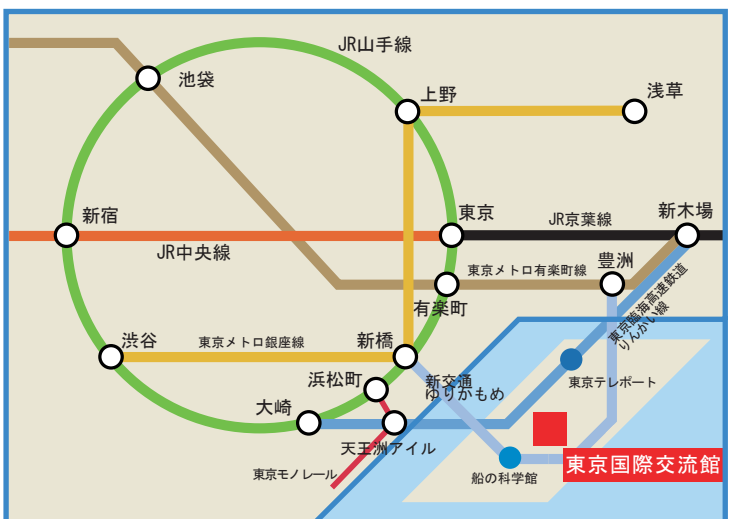 JR山手線
池袋
上野
浅草
新宿
東京
JR京葉線
新木場
JR中央線
東京メトロ有楽町線
豊洲
有楽町
東京臨海高速鉄道
りんかい線
渋谷
東京メトロ銀座線
新橋
浜松町
新交通
ゆりかもめ
東京テレポート
大崎
天王洲アイル
東京モノレール
船の科学館
東京国際交流館